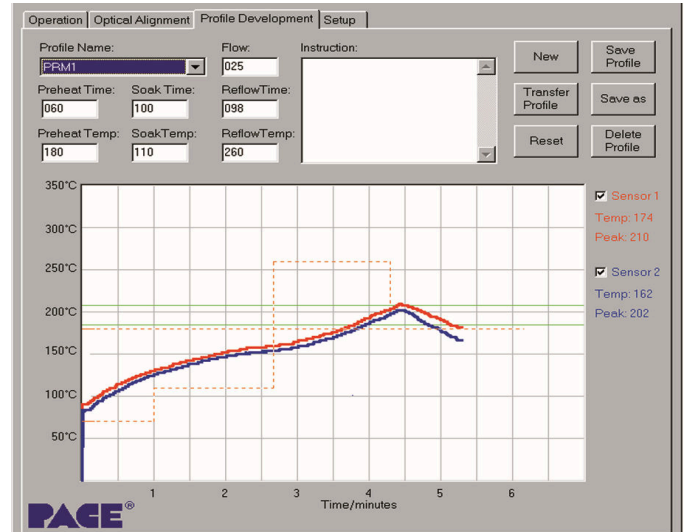 Operation Optical Alignment Profile Development Setup
Profile Name: Flow: Instruction:
PRM1 025
New Save Profile
Preheat Time: Soak Time: ReflowTime:
060 100 098
Transfer Profile Save as
Preheat Temp: SoakTemp: ReflowTemp:
180 110 260
Reset Delete Profile
350°C
300°C
250°C
200°C
150°C
100°C
50°C
Sensor 1
Temp: 174
Peak: 210
Sensor 2
Temp: 162
Peak: 202
1 2 3 4 5 6
Time/minutes
PACE®